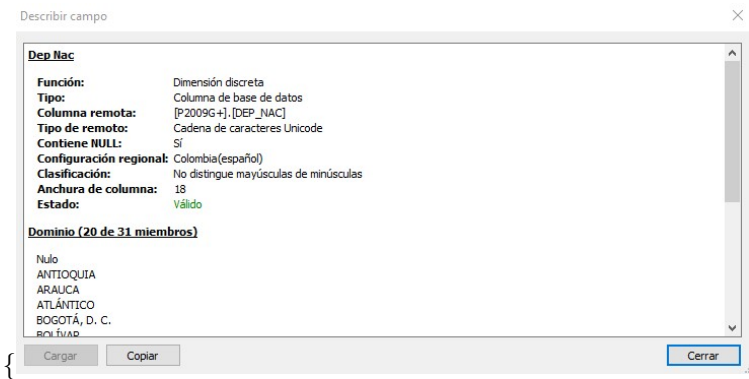 Describir campo
Dep Nac
Función: Dimensión discreta
Tipo: Columna de base de datos
Columna remota: [P2009G+].[DEP_NAC]
Tipo de remoto: Cadena de caracteres Unicode
Contiene NULL: Sí
Configuración regional: Colombia(español)
Clasificación: No distingue mayúsculas de minúsculas
Anchura de columna: 18
Estado: Válido
Dominio (20 de 31 miembros)
Nulo
ANTIOQUIA
ARAUCA
ATLÁNTICO
BOGOTÁ, D. C.
BOLÍVAR
{ Cargar Copiar Cerrar